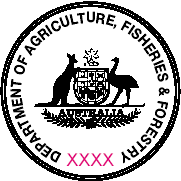 DEPARTMENT OF AGRICULTURE, FISHERIES & FORESTRY
AUSTRALIA
XXXX